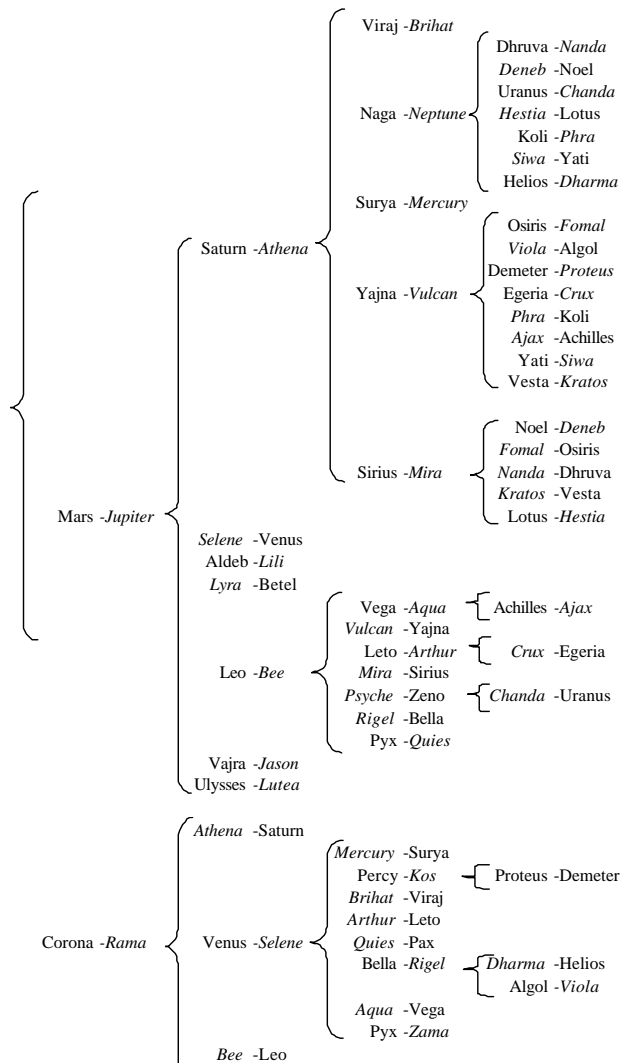 Viraj -Brihat
Dhruva -Nanda
Deneb -Noel
Uranus -Chanda
Naga -Neptune
Hestia -Lotus
Koli -Phra
Siwa -Yati
Helios -Dharma
Surya -Mercury
Osiris -Fomal
Saturn -Athena
Viola -Algol
Demeter -Proteus
Yajna -Vulcan
Egeria -Crux
Phra -Koli
Ajax -Achilles
Yati -Siwa
Vesta -Kratos
Noel -Deneb
Fomal -Osiris
Sirius -Mira
Nanda -Dhruva
Kratos -Vesta
Lotus -Hestia
Mars -Jupiter
Selene -Venus
Aldeb -Lili
Lyra -Betel
Vega -Aqua
Achilles -Ajax
Vulcan -Yajna
Leto -Arthur
Crux -Egeria
Leo -Bee
Mira -Sirius
Psyche -Zeno
Chanda -Uranus
Rigel -Bella
Pyx -Quies
Vajra -Jason
Ulysses -Lutea
Athena -Saturn
Mercury -Surya
Percy -Kos
Proteus -Demeter
Brihat -Viraj
Arthur -Leto
Corona -Rama
Venus -Selene
Quies -Pax
Bella -Rigel
Dharma -Helios
Algol -Viola
Aqua -Vega
Pyx -Zama
Bee -Leo